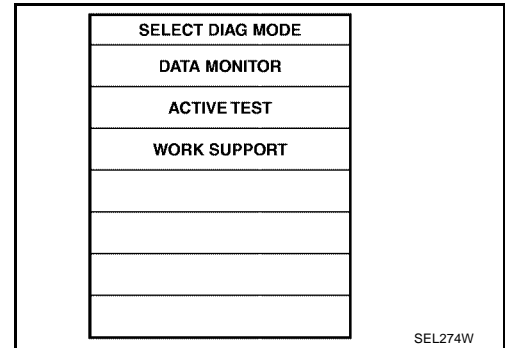 SELECT DIAG MODE
DATA MONITOR
ACTIVE TEST
WORK SUPPORT
SEL274W